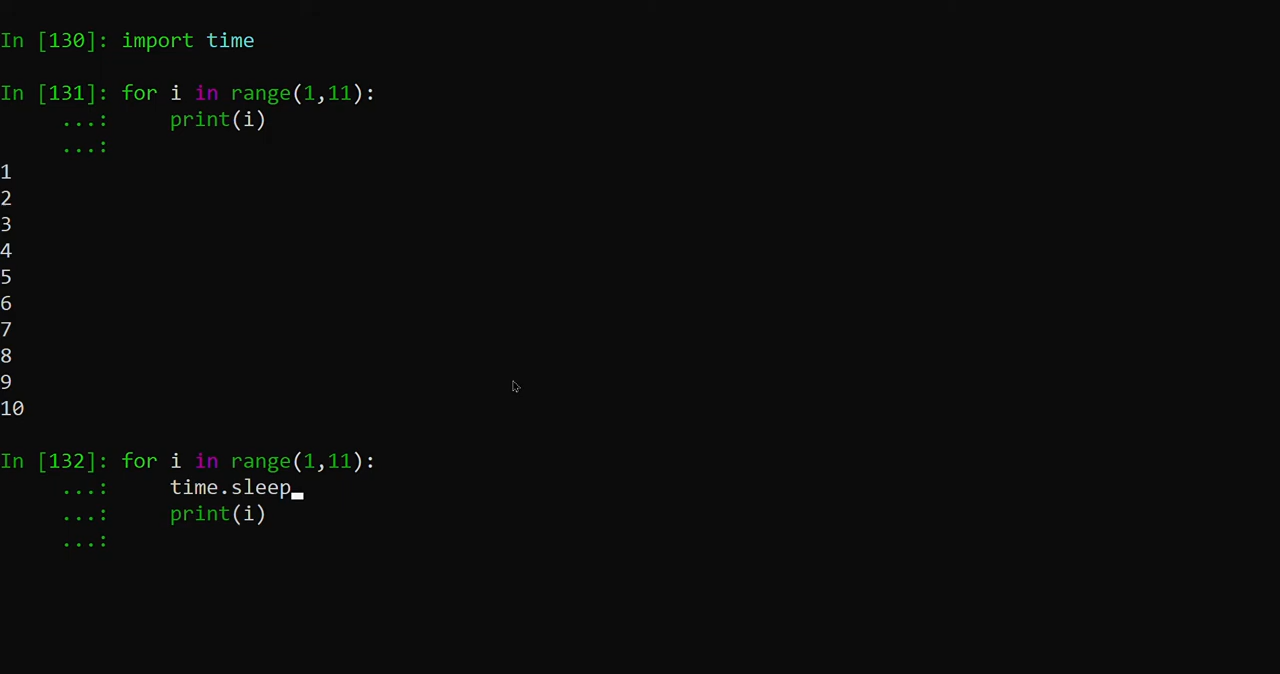 In [130]: import time
In [131]: for i in range(1,11):
     ...:     print(i)
     ...:
1
2
3
4
5
6
7
8
9
10
In [132]: for i in range(1,11):
     ...:     time.sleep
     ...:     print(i)
     ...: